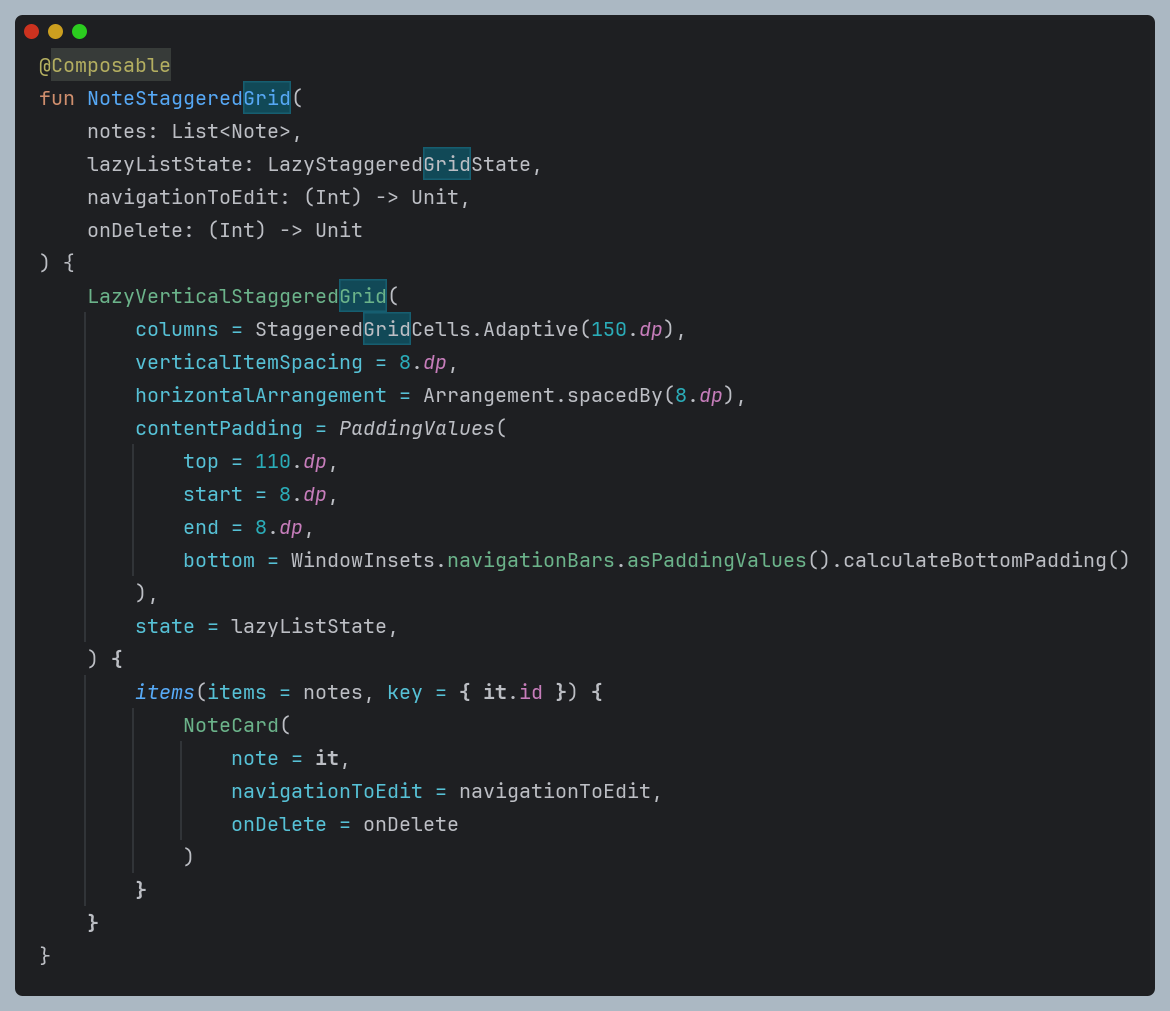 @Composable
fun NoteStaggeredGrid(
    notes: List<Note>,
    lazyListState: LazyStaggeredGridState,
    navigationToEdit: (Int) -> Unit,
    onDelete: (Int) -> Unit
) {
    LazyVerticalStaggeredGrid(
        columns = StaggeredGridCells.Adaptive(150.dp),
        verticalItemSpacing = 8.dp,
        horizontalArrangement = Arrangement.spacedBy(8.dp),
        contentPadding = PaddingValues(
            top = 110.dp,
            start = 8.dp,
            end = 8.dp,
            bottom = WindowInsets.navigationBars.asPaddingValues().calculateBottomPadding()
        ),
        state = lazyListState,
    ) {
        items(items = notes, key = { it.id }) {
            NoteCard(
                note = it,
                navigationToEdit = navigationToEdit,
                onDelete = onDelete
            )
        }
    }
}